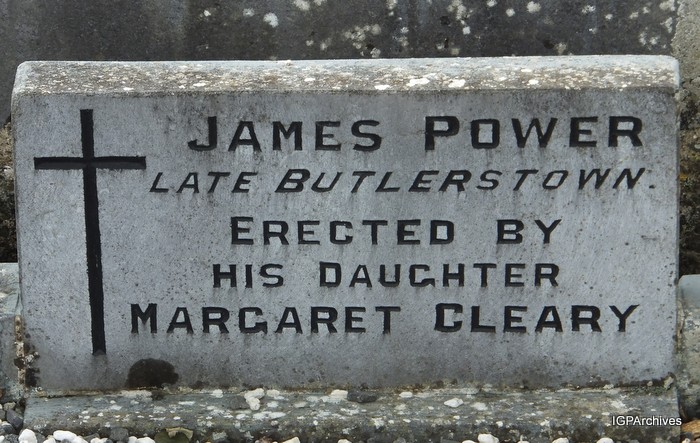 JAMES POWER
LATE BUTLERSTOWN.
ERECTED BY
HIS DAUGHTER
MARGARET CLEARY
IGPArchives